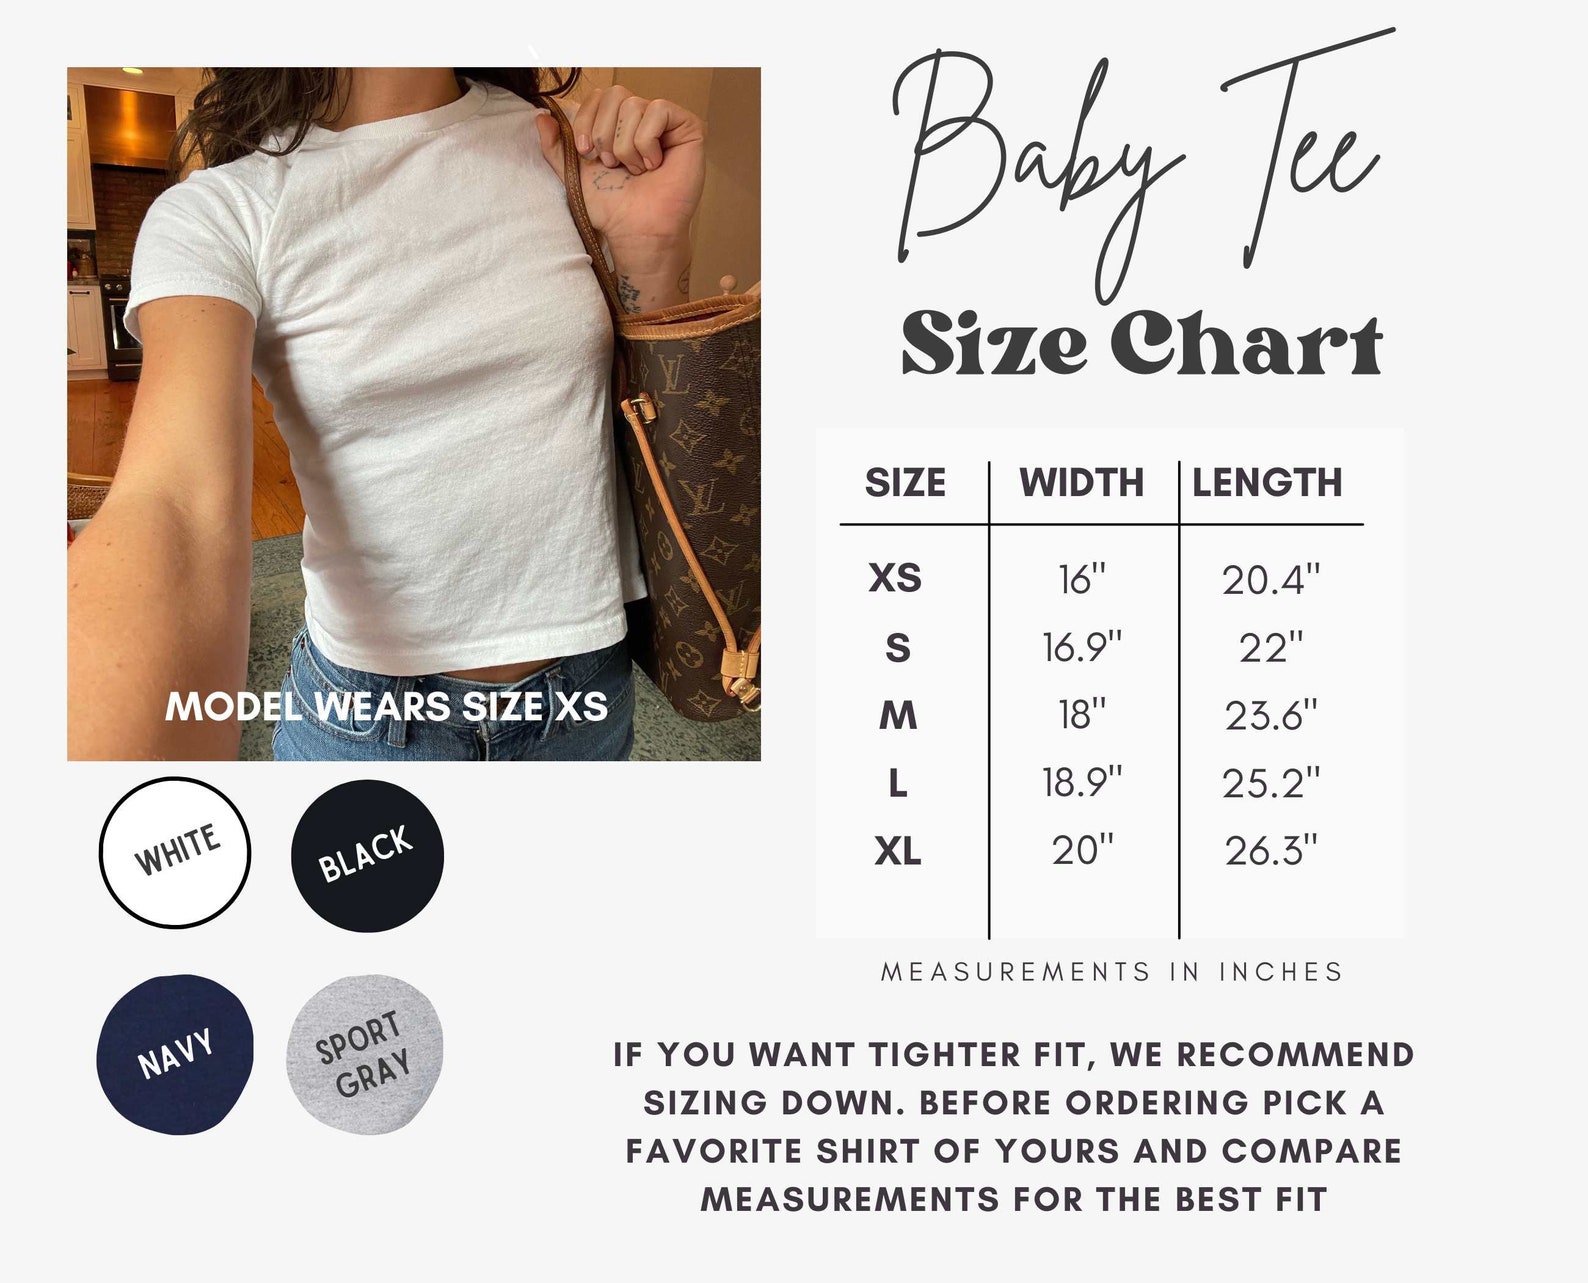 Baby Tee
Size Chart
SIZE WIDTH LENGTH
XS 16" 20.4"
S 16.9" 22"
M 18" 23.6"
L 18.9" 25.2"
XL 20" 26.3"
MEASUREMENTS IN INCHES
MODEL WEARS SIZE XS
WHITE
BLACK
NAVY
SPORT
GRAY
IF YOU WANT TIGHTER FIT, WE RECOMMEND
SIZING DOWN. BEFORE ORDERING PICK A
FAVORITE SHIRT OF YOURS AND COMPARE
MEASUREMENTS FOR THE BEST FIT